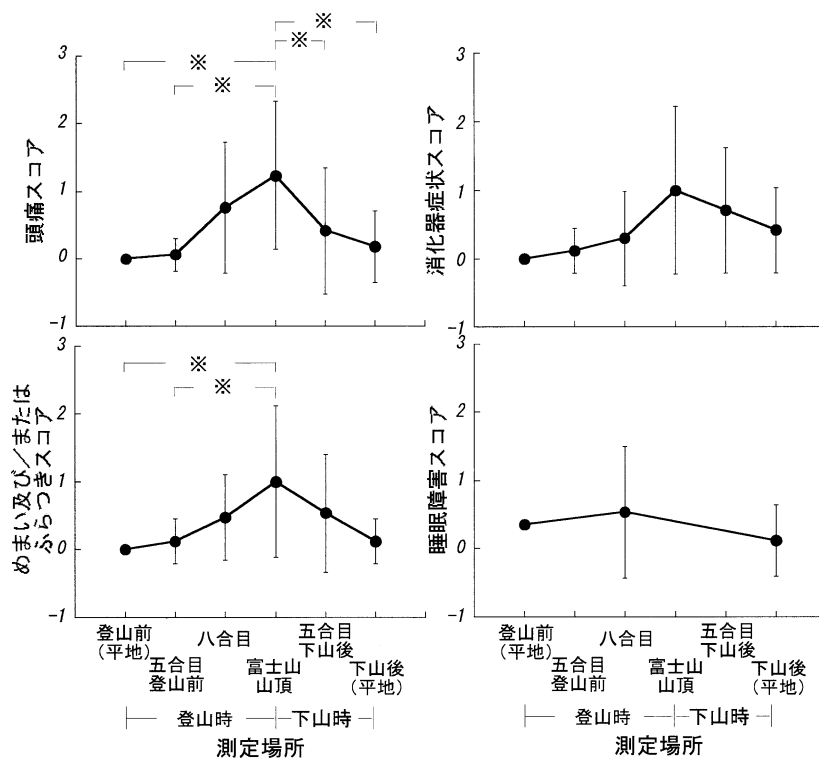 頭痛スコア
3
2
1
0
-1
※
※
※
※
消化器症状スコア
3
2
1
0
-1
めまい及び/または
ふらつきスコア
3
2
1
0
-1
※
※
睡眠障害スコア
3
2
1
0
-1
登山前
(平地)
五合目
登山前
八合目
富士山
山頂
五合目
下山後
下山後
(平地)
登山時
下山時
測定場所
登山前
(平地)
五合目
登山前
八合目
富士山
山頂
五合目
下山後
下山後
(平地)
登山時
下山時
測定場所